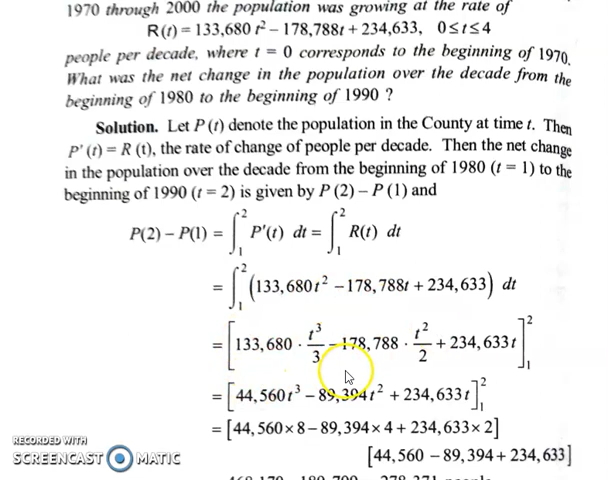 1970 through 2000 the population was growing at the rate of
R(t) = 133,680 t² – 178,788t + 234,633, 0 ≤ t ≤ 4
people per decade, where t = 0 corresponds to the beginning of 1970.
What was the net change in the population over the decade from the
beginning of 1980 to the beginning of 1990 ?
Solution. Let P (t) denote the population in the County at time t. Then
P' (t) = R (t), the rate of change of people per decade. Then the net change
in the population over the decade from the beginning of 1980 (t = 1) to the
beginning of 1990 (t = 2) is given by P (2) – P (1) and
P(2) – P(1) = ∫₁² P'(t) dt = ∫₁² R(t) dt
= ∫₁² (133,680t² – 178,788t + 234,633) dt
= [133,680 · t³/3 – 178,788 · t²/2 + 234,633t]₁²
= [44,560t³ – 89,394t² + 234,633t]₁²
= [44,560 × 8 – 89,394 × 4 + 234,633 × 2]
[44,560 – 89,394 + 234,633]
RECORDED WITH
SCREENCAST O MATIC